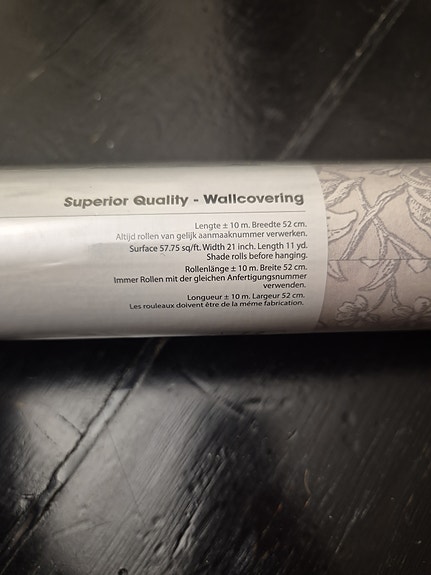 Superior Quality - Wallcovering
Lengte ± 10 m. Breedte 52 cm.
Altijd rollen van gelijk aanmaaknummer verwerken.
Surface 57.75 sq/ft. Width 21 inch. Length 11 yd.
Shade rolls before hanging.
Rollenlänge ± 10 m. Breite 52 cm.
Immer Rollen mit der gleichen Anfertigungsnummer
verwenden.
Longueur ± 10 m. Largeur 52 cm.
Les rouleaux doivent être de la même fabrication.